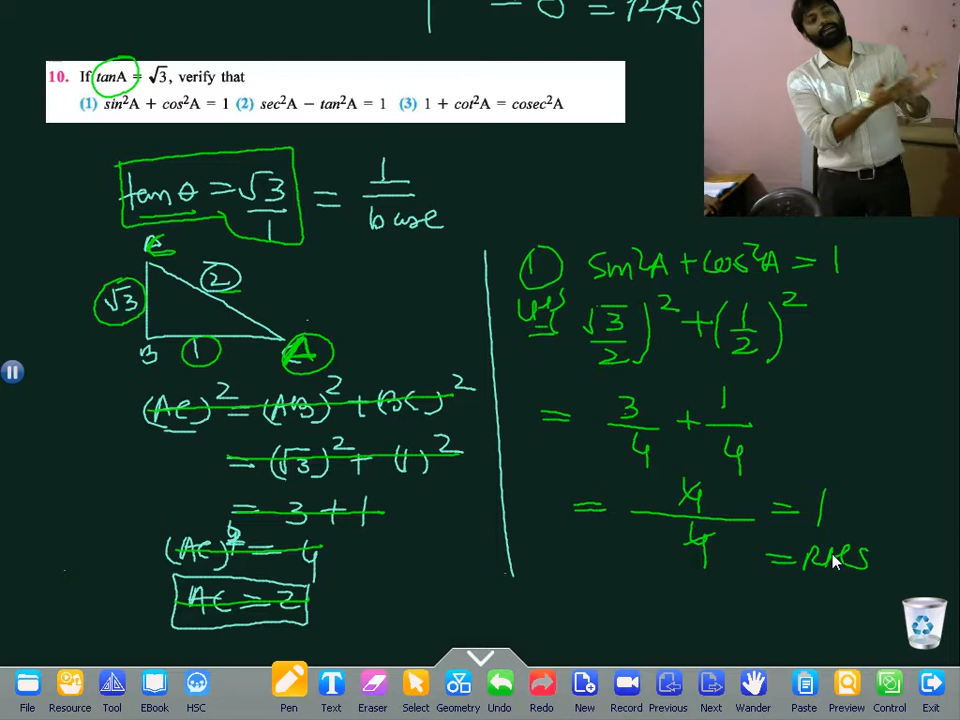 = RHS
10. If tanA = √3, verify that
(1) sin²A + cos²A = 1 (2) sec²A − tan²A = 1 (3) 1 + cot²A = cosec²A
tan θ = √3/1 = 1/base
√3
2
B
1
A
(AC)² = (AB)² + (BC)²
= (√3)² + (1)²
= 3 + 1
(AC)² = 4
AC = 2
① sin²A + cos²A = 1
LHS √3/2)² + (1/2)²
= 3/4 + 1/4
= 4/4 = 1
= RHS
File Resource Tool EBook HSC Pen Text Eraser Select Geometry Undo Redo New Record Previous Next Wander Paste Preview Control Exit